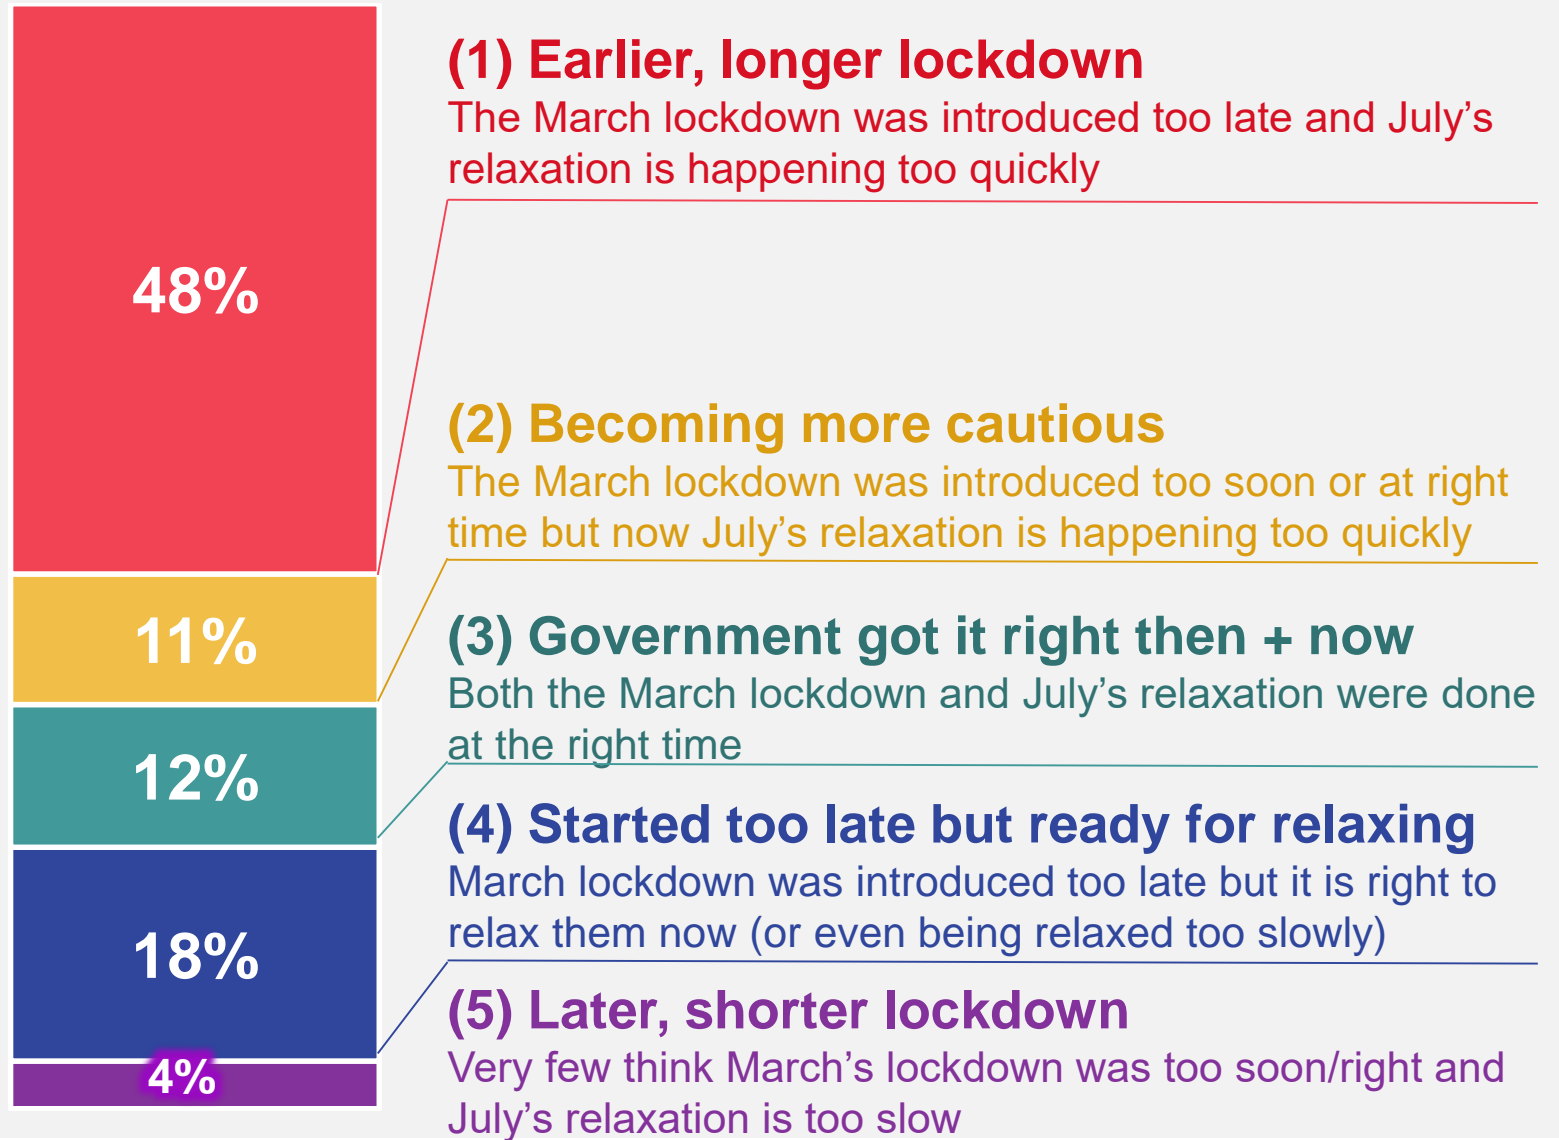 48%
11%
12%
18%
4%
(1) Earlier, longer lockdown
The March lockdown was introduced too late and July’s
relaxation is happening too quickly
(2) Becoming more cautious
The March lockdown was introduced too soon or at right
time but now July’s relaxation is happening too quickly
(3) Government got it right then + now
Both the March lockdown and July’s relaxation were done
at the right time
(4) Started too late but ready for relaxing
March lockdown was introduced too late but it is right to
relax them now (or even being relaxed too slowly)
(5) Later, shorter lockdown
Very few think March’s lockdown was too soon/right and
July’s relaxation is too slow